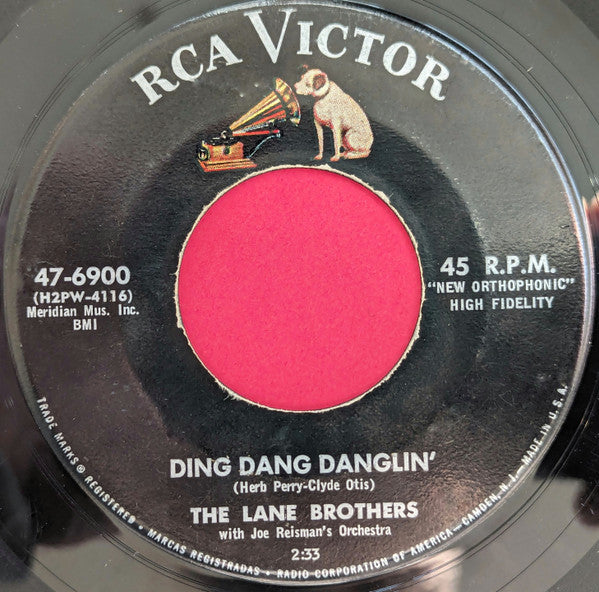 RCA VICTOR
47-6900
(H2PW-4116)
Meridian Mus. Inc.
BMI
45 R.P.M.
"NEW ORTHOPHONIC"
HIGH FIDELITY
DING DANG DANGLIN'
(Herb Perry-Clyde Otis)
THE LANE BROTHERS
with Joe Reisman's Orchestra
2:33
TRADE MARKS ® REGISTERED • MARCAS REGISTRADAS • RADIO CORPORATION OF AMERICA—CAMDEN, N. J.—MADE IN U.S.A.